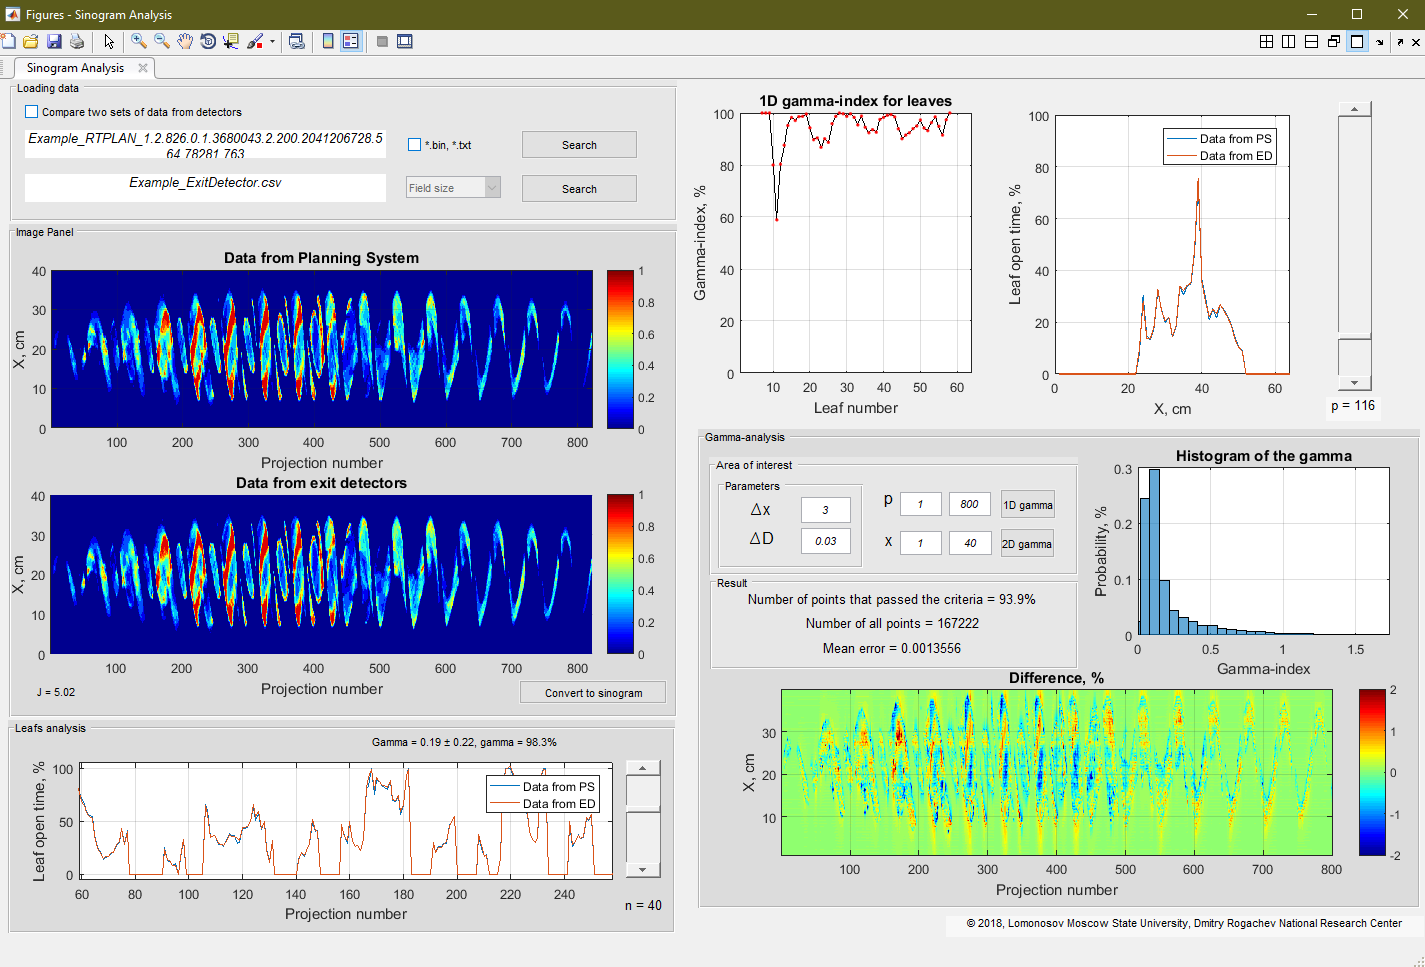 Figures - Sinogram Analysis
Sinogram Analysis
Loading data
Compare two sets of data from detectors
Example_RTPLAN_1.2.826.0.1.3680043.2.200.2041206728.5
64.78281.763
*.bin, *.txt
Search
Example_ExitDetector.csv
Field size
Search
Image Panel
Data from Planning System
X, cm
40
30
20
10
0
100 200 300 400 500 600 700 800
Projection number
1
0.8
0.6
0.4
0.2
0
Data from exit detectors
X, cm
40
30
20
10
0
100 200 300 400 500 600 700 800
Projection number
1
0.8
0.6
0.4
0.2
0
J = 5.02
Convert to sinogram
Leafs analysis
Gamma = 0.19 ± 0.22, gamma = 98.3%
Leaf open time, %
100
50
0
Data from PS
Data from ED
60 80 100 120 140 160 180 200 220 240
Projection number
n = 40
1D gamma-index for leaves
Gamma-index, %
100
80
60
40
20
0
10 20 30 40 50 60
Leaf number
Leaf open time, %
100
80
60
40
20
0
Data from PS
Data from ED
0 20 40 60
X, cm
p = 116
Gamma-analysis
Area of interest
Parameters
Δx 3
ΔD 0.03
p 1 800 1D gamma
x 1 40 2D gamma
Result
Number of points that passed the criteria = 93.9%
Number of all points = 167222
Mean error = 0.0013556
Histogram of the gamma
Probability, %
0.3
0.2
0.1
0
0 0.5 1 1.5
Gamma-index
Difference, %
X, cm
30
20
10
100 200 300 400 500 600 700 800
Projection number
2
1
0
-1
-2
© 2018, Lomonosov Moscow State University, Dmitry Rogachev National Research Center